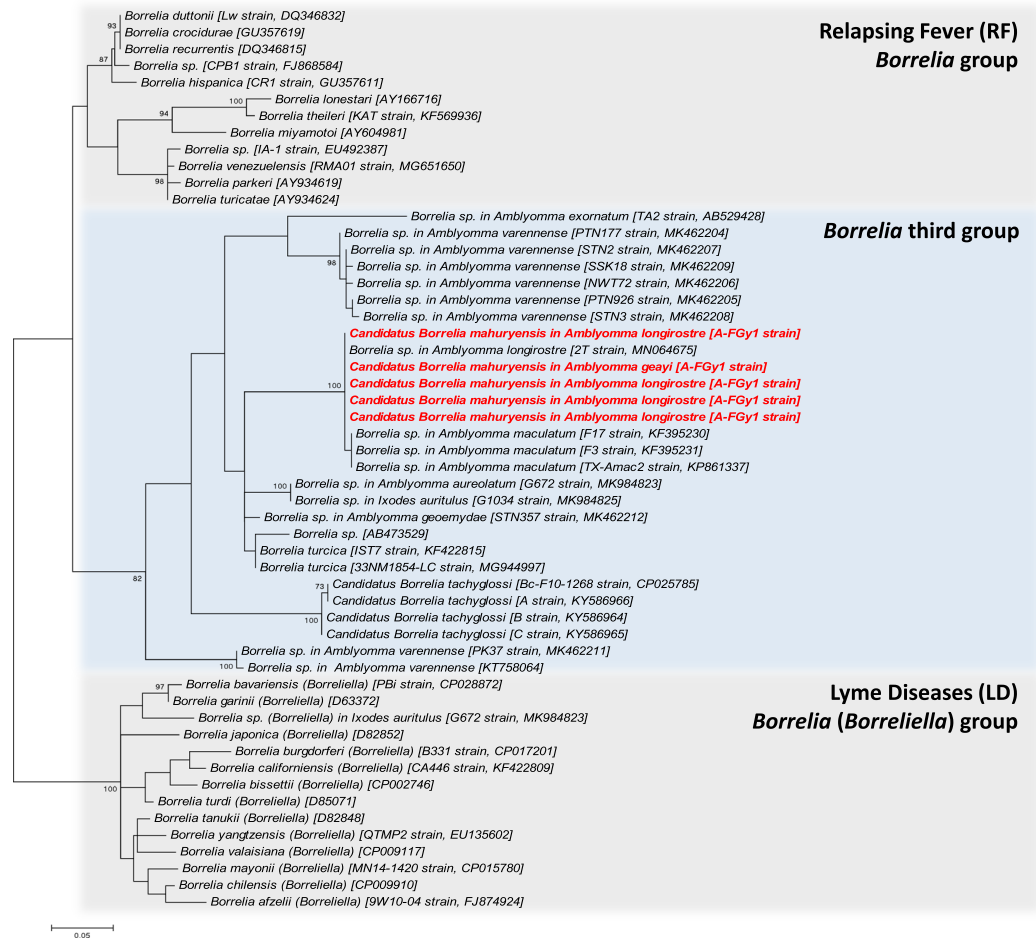 Relapsing Fever (RF)
Borrelia group
93
Borrelia duttonii [Lw strain, DQ346832]
Borrelia crocidurae [GU357619]
Borrelia recurrentis [DQ346815]
87
Borrelia sp. [CPB1 strain, FJ868584]
Borrelia hispanica [CR1 strain, GU357611]
100
Borrelia lonestari [AY166716]
94
Borrelia theileri [KAT strain, KF569936]
Borrelia miyamotoi [AY604981]
Borrelia sp. [IA-1 strain, EU492387]
Borrelia venezuelensis [RMA01 strain, MG651650]
98
Borrelia parkeri [AY934619]
Borrelia turicatae [AY934624]
Borrelia third group
Borrelia sp. in Amblyomma exornatum [TA2 strain, AB529428]
Borrelia sp. in Amblyomma varennense [PTN177 strain, MK462204]
Borrelia sp. in Amblyomma varennense [STN2 strain, MK462207]
98
Borrelia sp. in Amblyomma varennense [SSK18 strain, MK462209]
Borrelia sp. in Amblyomma varennense [NWT72 strain, MK462206]
Borrelia sp. in Amblyomma varennense [PTN926 strain, MK462205]
Borrelia sp. in Amblyomma varennense [STN3 strain, MK462208]
Candidatus Borrelia mahuryensis in Amblyomma longirostre [A-FGy1 strain]
Borrelia sp. in Amblyomma longirostre [2T strain, MN064675]
Candidatus Borrelia mahuryensis in Amblyomma geayi [A-FGy1 strain]
100
Candidatus Borrelia mahuryensis in Amblyomma longirostre [A-FGy1 strain]
Candidatus Borrelia mahuryensis in Amblyomma longirostre [A-FGy1 strain]
Candidatus Borrelia mahuryensis in Amblyomma longirostre [A-FGy1 strain]
Borrelia sp. in Amblyomma maculatum [F17 strain, KF395230]
Borrelia sp. in Amblyomma maculatum [F3 strain, KF395231]
Borrelia sp. in Amblyomma maculatum [TX-Amac2 strain, KP861337]
100
Borrelia sp. in Amblyomma aureolatum [G672 strain, MK984823]
Borrelia sp. in Ixodes auritulus [G1034 strain, MK984825]
Borrelia sp. in Amblyomma geoemydae [STN357 strain, MK462212]
Borrelia sp. [AB473529]
Borrelia turcica [IST7 strain, KF422815]
Borrelia turcica [33NM1854-LC strain, MG944997]
82
73
Candidatus Borrelia tachyglossi [Bc-F10-1268 strain, CP025785]
Candidatus Borrelia tachyglossi [A strain, KY586966]
100
Candidatus Borrelia tachyglossi [B strain, KY586964]
Candidatus Borrelia tachyglossi [C strain, KY586965]
Borrelia sp. in Amblyomma varennense [PK37 strain, MK462211]
100
Borrelia sp. in Amblyomma varennense [KT758064]
Lyme Diseases (LD)
Borrelia (Borreliella) group
97
Borrelia bavariensis (Borreliella) [PBi strain, CP028872]
Borrelia garinii (Borreliella) [D63372]
Borrelia sp. (Borreliella) in Ixodes auritulus [G672 strain, MK984823]
Borrelia japonica (Borreliella) [D82852]
Borrelia burgdorferi (Borreliella) [B331 strain, CP017201]
Borrelia californiensis (Borreliella) [CA446 strain, KF422809]
100
Borrelia bissettii (Borreliella) [CP002746]
Borrelia turdi (Borreliella) [D85071]
Borrelia tanukii (Borreliella) [D82848]
Borrelia yangtzensis (Borreliella) [QTMP2 strain, EU135602]
Borrelia valaisiana (Borreliella) [CP009117]
Borrelia mayonii (Borreliella) [MN14-1420 strain, CP015780]
Borrelia chilensis (Borreliella) [CP009910]
Borrelia afzelii (Borreliella) [9W10-04 strain, FJ874924]
0.05